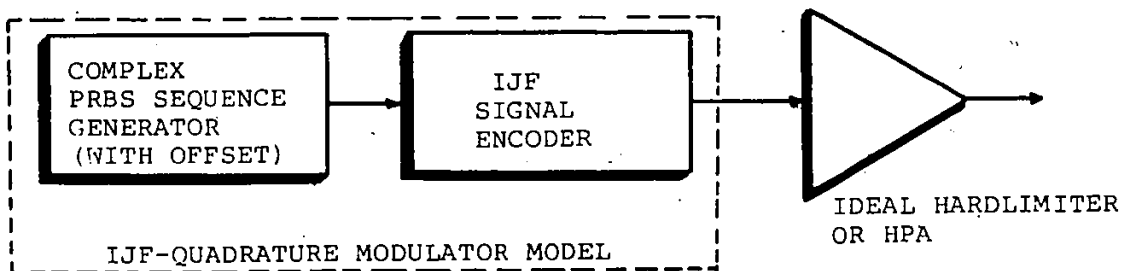 COMPLEX
PRBS SEQUENCE
GENERATOR
(WITH OFFSET)
IJF
SIGNAL
ENCODER
IDEAL HARDLIMITER
OR HPA
IJF-QUADRATURE MODULATOR MODEL